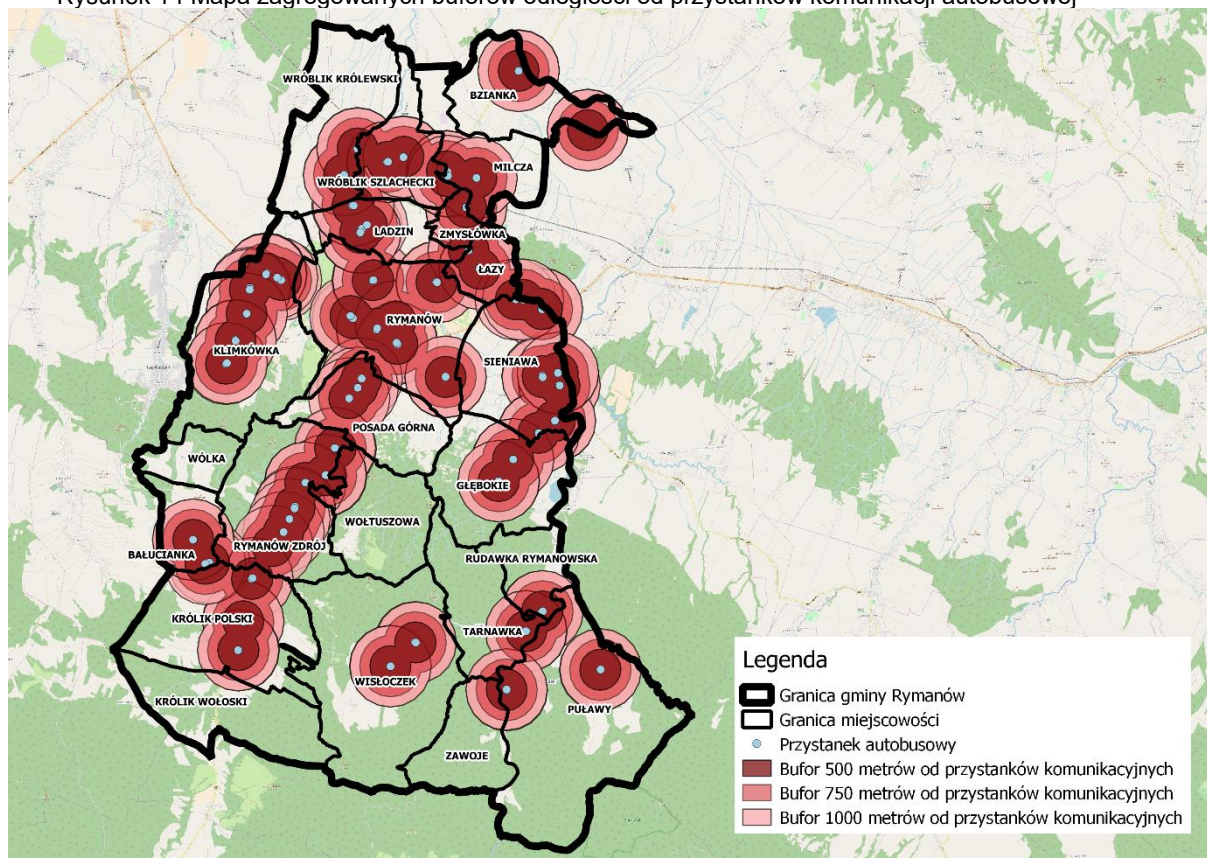 Mapa zagregowanych buforów odległości od przystanków komunikacji autobusowej
WRÓBLIK KRÓLEWSKI
BZIANKA
MILCZA
WRÓBLIK SZLACHECKI
LADZIN
ZMYSŁÓWKA
ŁAZY
RYMANÓW
KLIMKÓWKA
SIENIAWA
POSADA GÓRNA
WÓLKA
GŁĘBOKIE
WOŁTUSZOWA
BAŁUCIANKA
RYMANÓW ZDRÓJ
RUDAWKA RYMANOWSKA
KRÓLIK POLSKI
TARNAWKA
WISŁOCZEK
KRÓLIK WOŁOSKI
PUŁAWY
ZAWOJE
Legenda
Granica gminy Rymanów
Granica miejscowości
Przystanek autobusowy
Bufor 500 metrów od przystanków komunikacyjnych
Bufor 750 metrów od przystanków komunikacyjnych
Bufor 1000 metrów od przystanków komunikacyjnych